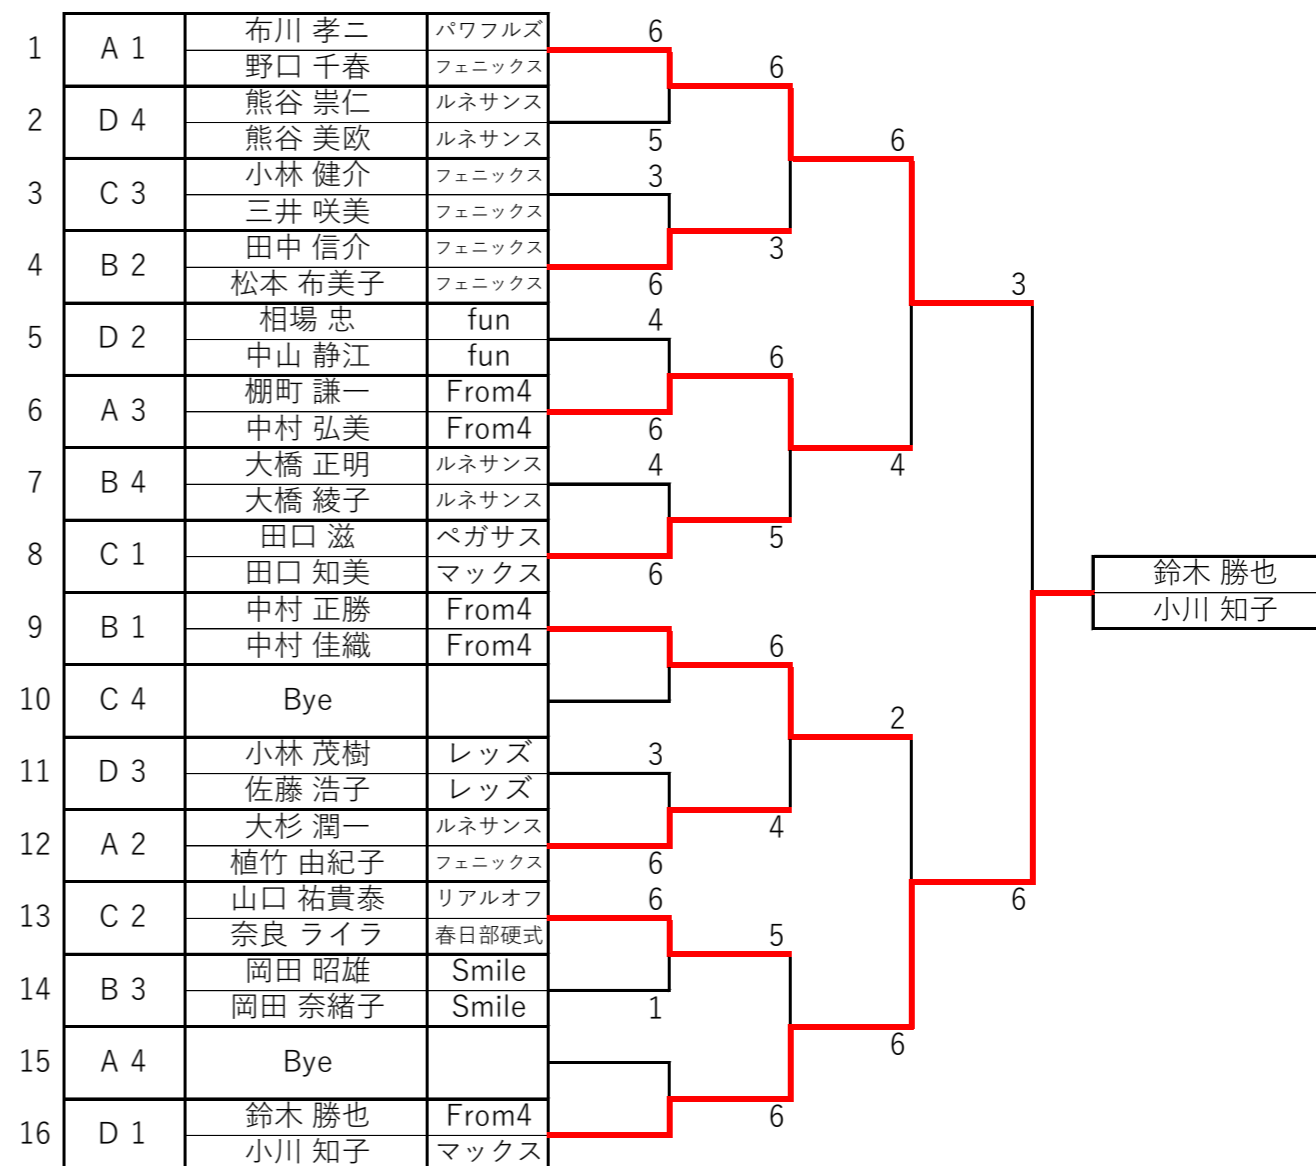 1 A 1 布川 孝二 パワフルズ 6
野口 千春 フェニックス 6
2 D 4 熊谷 崇仁 ルネサンス
熊谷 美欧 ルネサンス 5 6
3 C 3 小林 健介 フェニックス 3
三井 咲美 フェニックス
4 B 2 田中 信介 フェニックス 3
松本 布美子 フェニックス 6 3
5 D 2 相場 忠 fun 4
中山 静江 fun 6
6 A 3 棚町 謙一 From4
中村 弘美 From4 6
7 B 4 大橋 正明 ルネサンス 4 4
大橋 綾子 ルネサンス
8 C 1 田口 滋 ペガサス 5
田口 知美 マックス 6 鈴木 勝也
9 B 1 中村 正勝 From4 小川 知子
中村 佳織 From4 6
10 C 4 Bye
2
11 D 3 小林 茂樹 レッズ 3
佐藤 浩子 レッズ
12 A 2 大杉 潤一 ルネサンス 4
植竹 由紀子 フェニックス 6
13 C 2 山口 祐貴泰 リアルオフ 6 6
奈良 ライラ 春日部硬式 5
14 B 3 岡田 昭雄 Smile
岡田 奈緒子 Smile 1
6
15 A 4 Bye
16 D 1 鈴木 勝也 From4 6
小川 知子 マックス